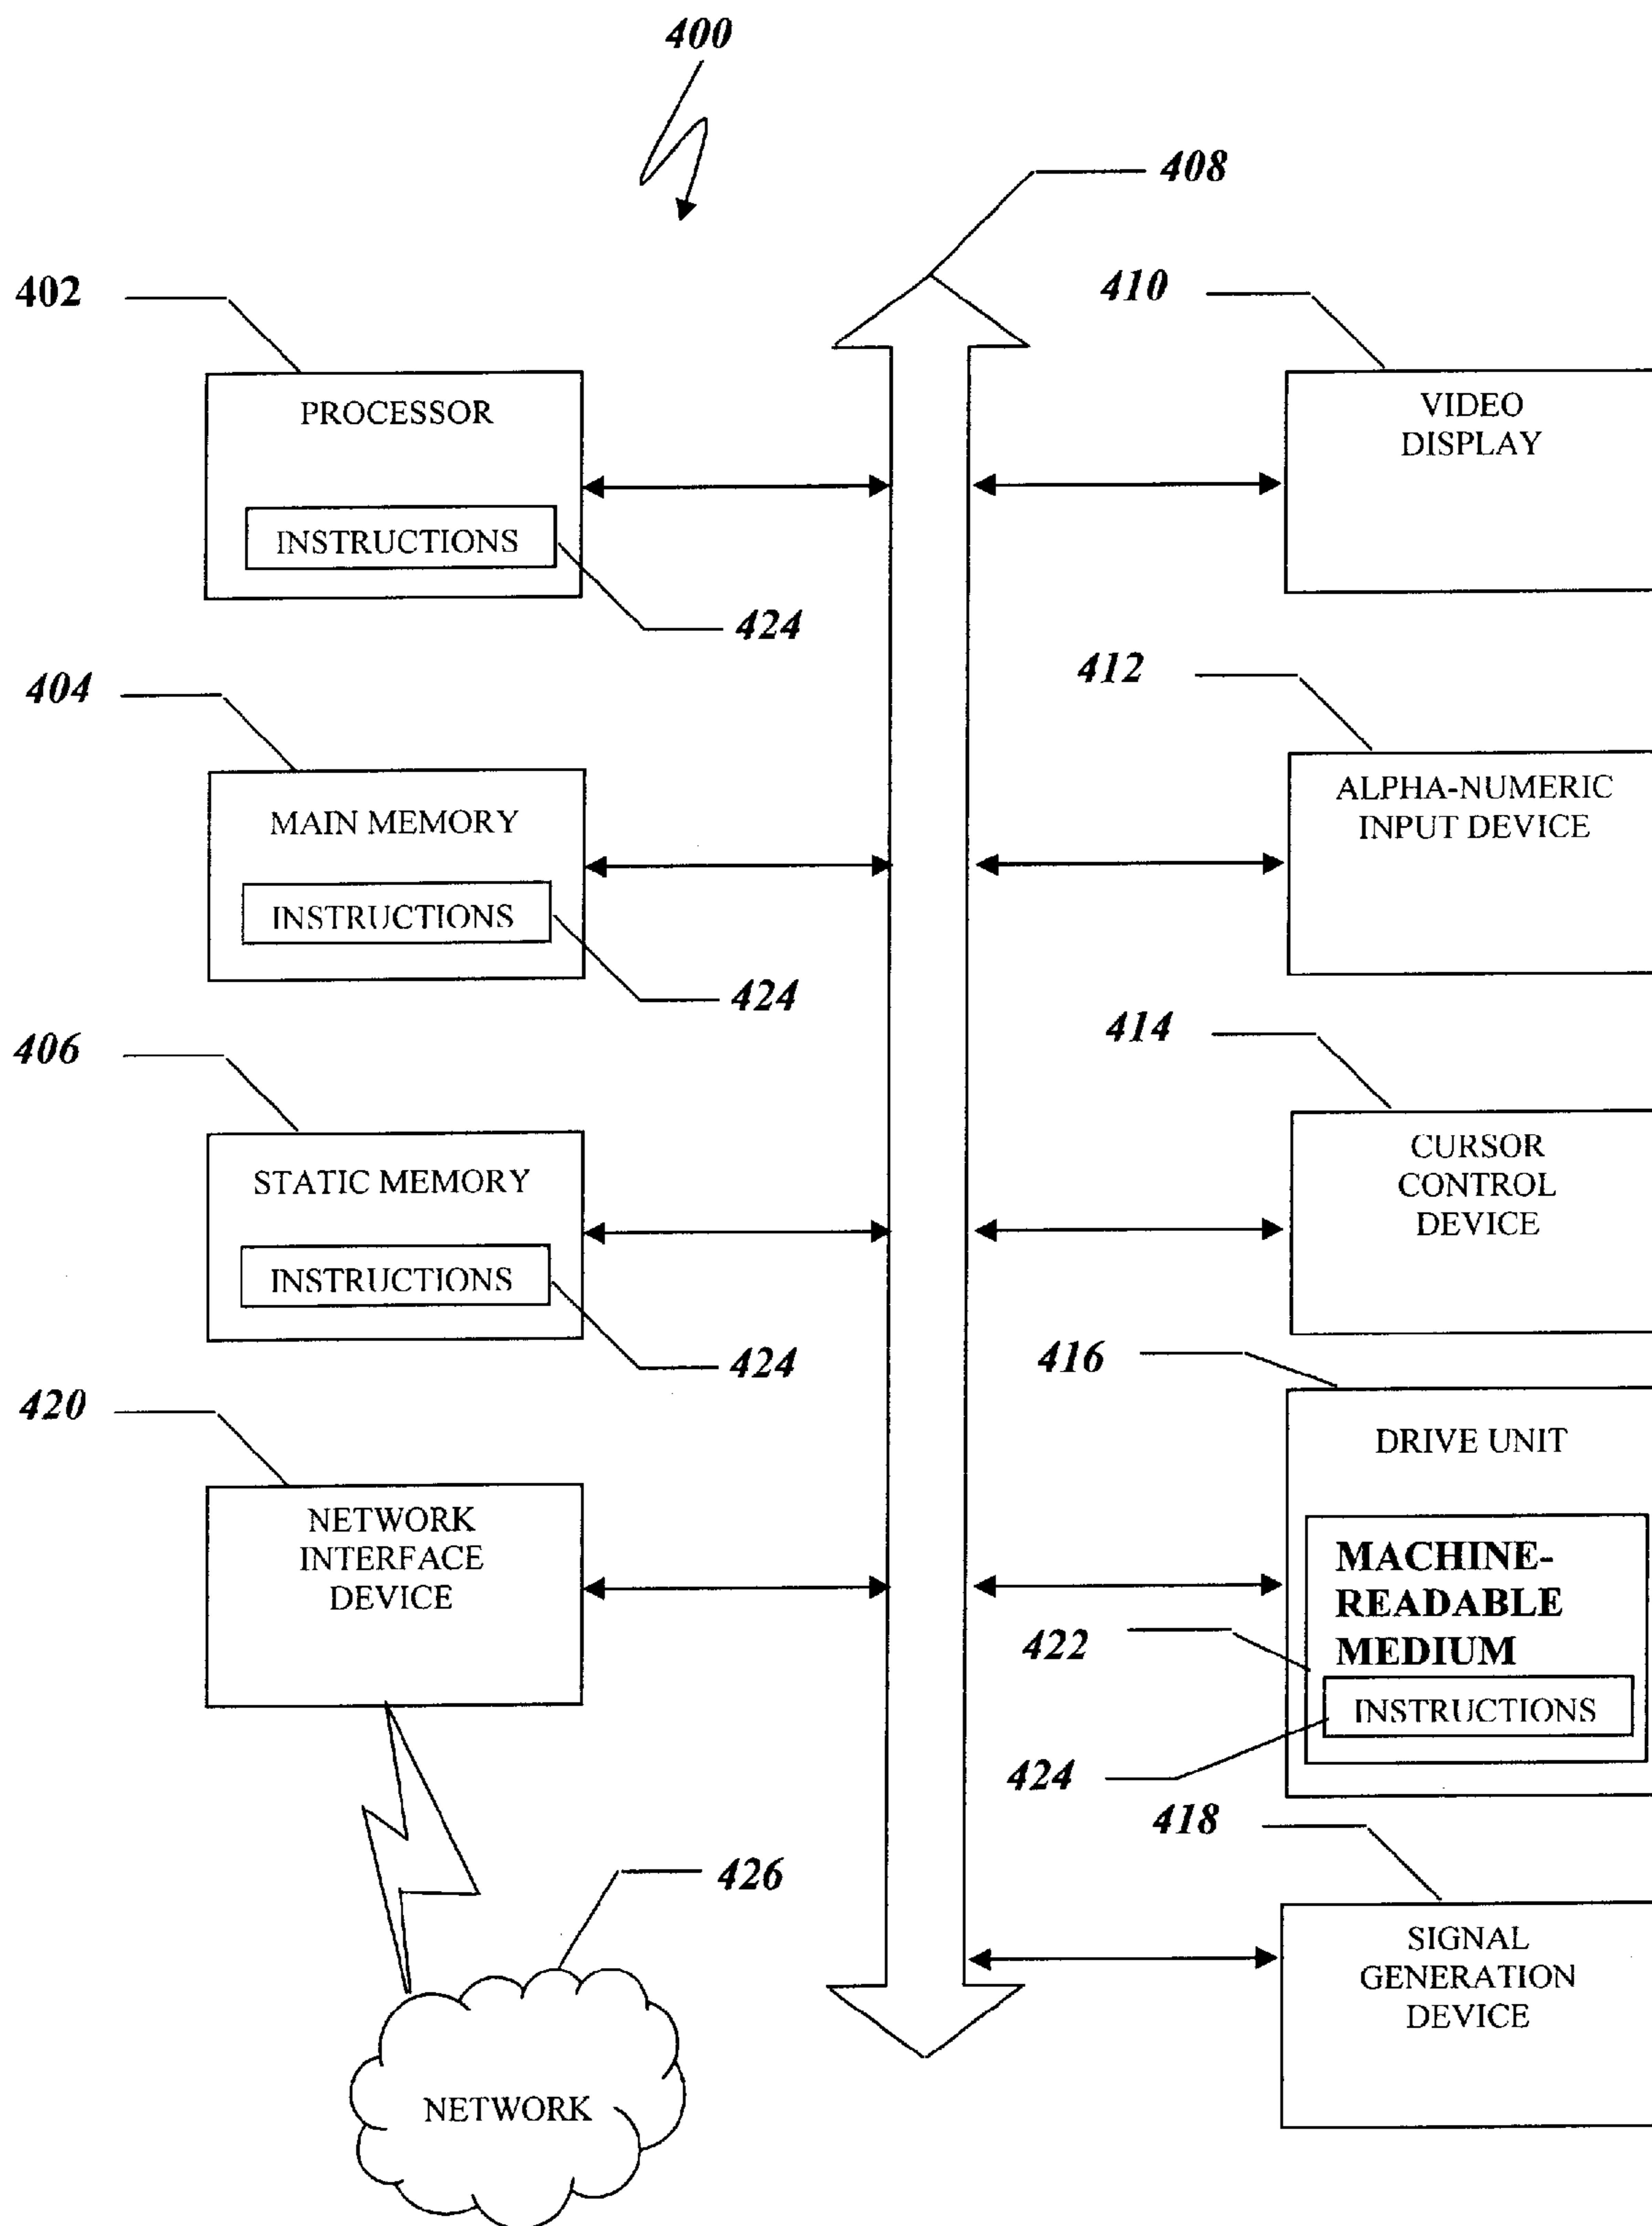 400
408
402
410
PROCESSOR
INSTRUCTIONS
424
VIDEO
DISPLAY
404
412
MAIN MEMORY
INSTRUCTIONS
424
ALPHA-NUMERIC
INPUT DEVICE
406
414
STATIC MEMORY
INSTRUCTIONS
424
CURSOR
CONTROL
DEVICE
420
416
NETWORK
INTERFACE
DEVICE
DRIVE UNIT
MACHINE-
READABLE
MEDIUM
422
INSTRUCTIONS
424
418
426
SIGNAL
GENERATION
DEVICE
NETWORK